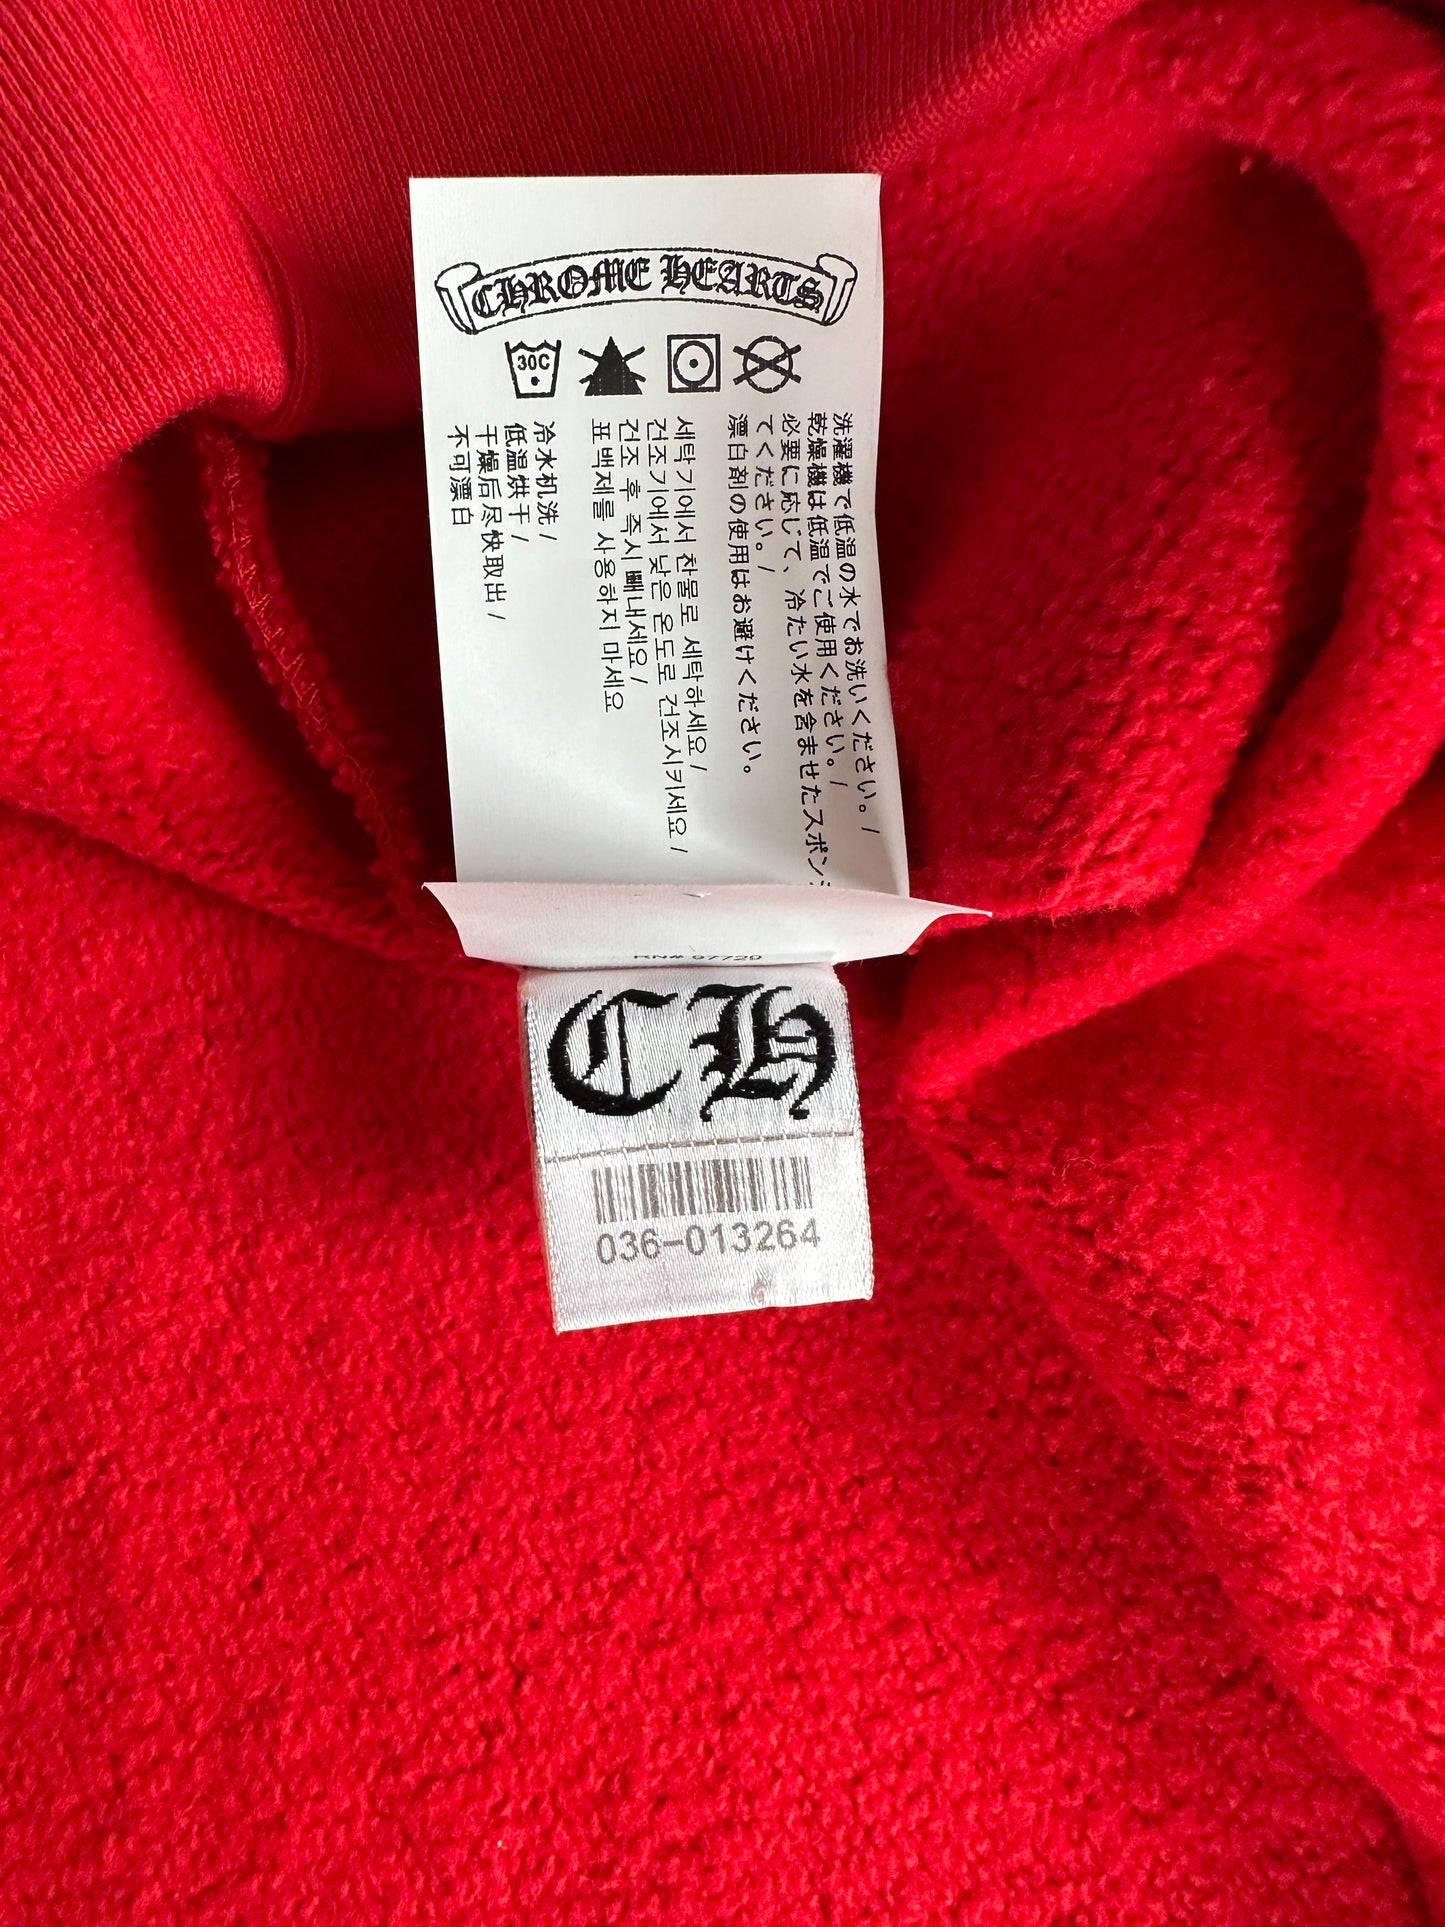 CHROME HEARTS
30C
洗濯機で低温の水でお洗いください。/
乾燥機は低温でご使用ください。/
必要に応じて、冷たい水を含ませたスポン
てください。/
漂白剤の使用はお避けください。
세탁기에서 찬물로 세탁하세요 /
건조기에서 낮은 온도로 건조시키세요 /
건조 후 즉시 빼내세요 /
표백제를 사용하지 마세요
冷水机洗 /
低温烘干 /
干燥后尽快取出 /
不可漂白
RN# 97729
CH
036-013264